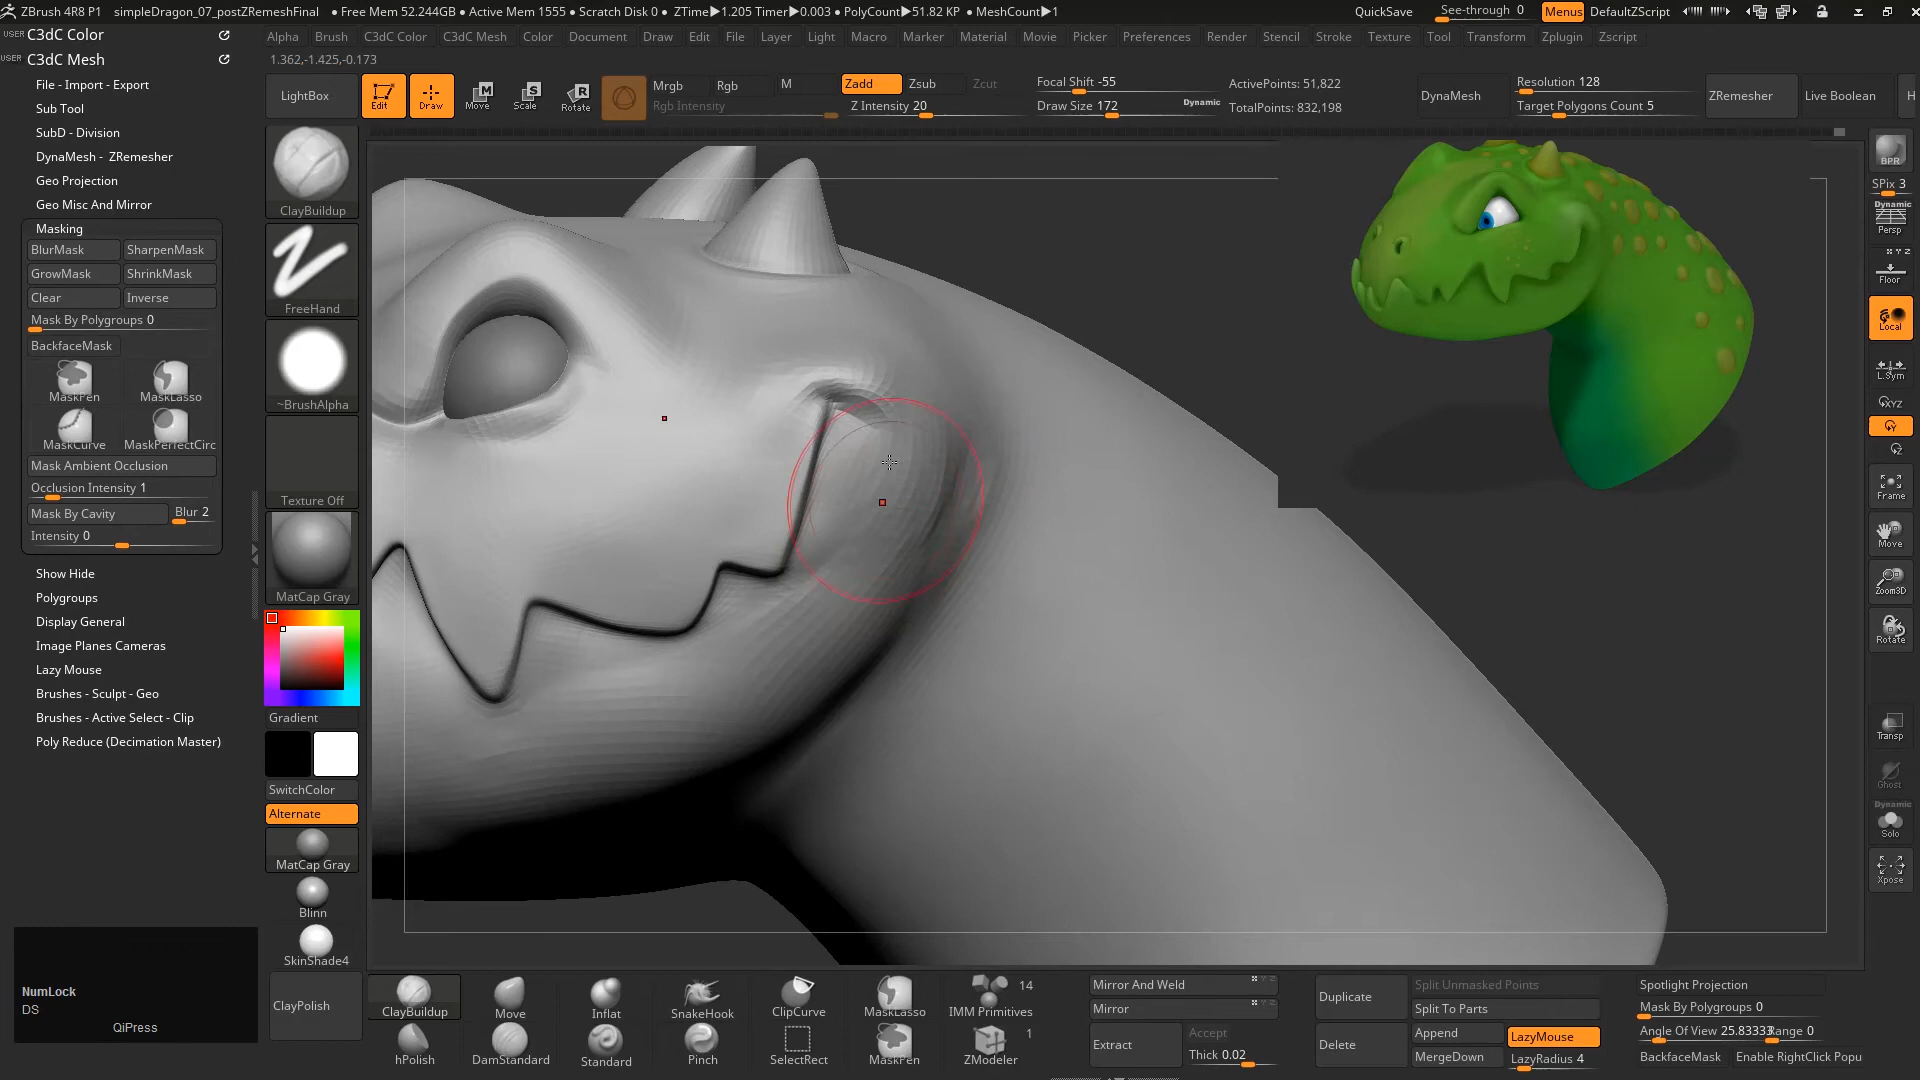 ZBrush 4R8 P1 simpleDragon_07_postZRemeshFinal ● Free Mem 52.244GB ● Active Mem 1555 ● Scratch Disk 0 ● ZTime▶1.205 Timer▶0.003 ● PolyCount▶51.82 KP ● MeshCount▶1 QuickSave See-through 0 Menus DefaultZScript
USER C3dC Color
Alpha Brush C3dC Color C3dC Mesh Color Document Draw Edit File Layer Light Macro Marker Material Movie Picker Preferences Render Stencil Stroke Texture Tool Transform Zplugin Zscript
USER C3dC Mesh
1.362,-1.425,-0.173
File - Import - Export
Sub Tool
SubD - Division
DynaMesh - ZRemesher
Geo Projection
Geo Misc And Mirror
Masking
BlurMask SharpenMask
GrowMask ShrinkMask
Clear Inverse
Mask By Polygroups 0
BackfaceMask
MaskPen MaskLasso
MaskCurve MaskPerfectCirc
Mask Ambient Occlusion
Occlusion Intensity 1
Mask By Cavity Blur 2
Intensity 0
Show Hide
Polygroups
Display General
Image Planes Cameras
Lazy Mouse
Brushes - Sculpt - Geo
Brushes - Active Select - Clip
Poly Reduce (Decimation Master)
NumLock
DS
QiPress
LightBox
Edit Draw Move Scale Rotate
Mrgb Rgb M
Rgb Intensity
Zadd Zsub Zcut
Z Intensity 20
Focal Shift -55
Draw Size 172 Dynamic
ActivePoints: 51,822
TotalPoints: 832,198
DynaMesh
Resolution 128
Target Polygons Count 5
ZRemesher Live Boolean H
ClayBuildup
FreeHand
~BrushAlpha
Texture Off
MatCap Gray
Gradient
SwitchColor
Alternate
MatCap Gray
Blinn
SkinShade4
ClayPolish
BPR
SPix 3
Dynamic
Persp
X Y Z
Floor
Local
L.Sym
XYZ
Y
Z
Frame
Move
Zoom3D
Rotate
Transp
Ghost
Dynamic
Solo
Xpose
ClayBuildup Move Inflat SnakeHook ClipCurve MaskLasso IMM Primitives 14
hPolish DamStandard Standard Pinch SelectRect MaskPen ZModeler 1
Mirror And Weld
Mirror
Extract Accept
Thick 0.02
Duplicate
Delete
Split Unmasked Points
Split To Parts
Append LazyMouse
MergeDown LazyRadius 4
Spotlight Projection
Mask By Polygroups 0
Angle Of View Range 0
BackfaceMask Enable RightClick Popu